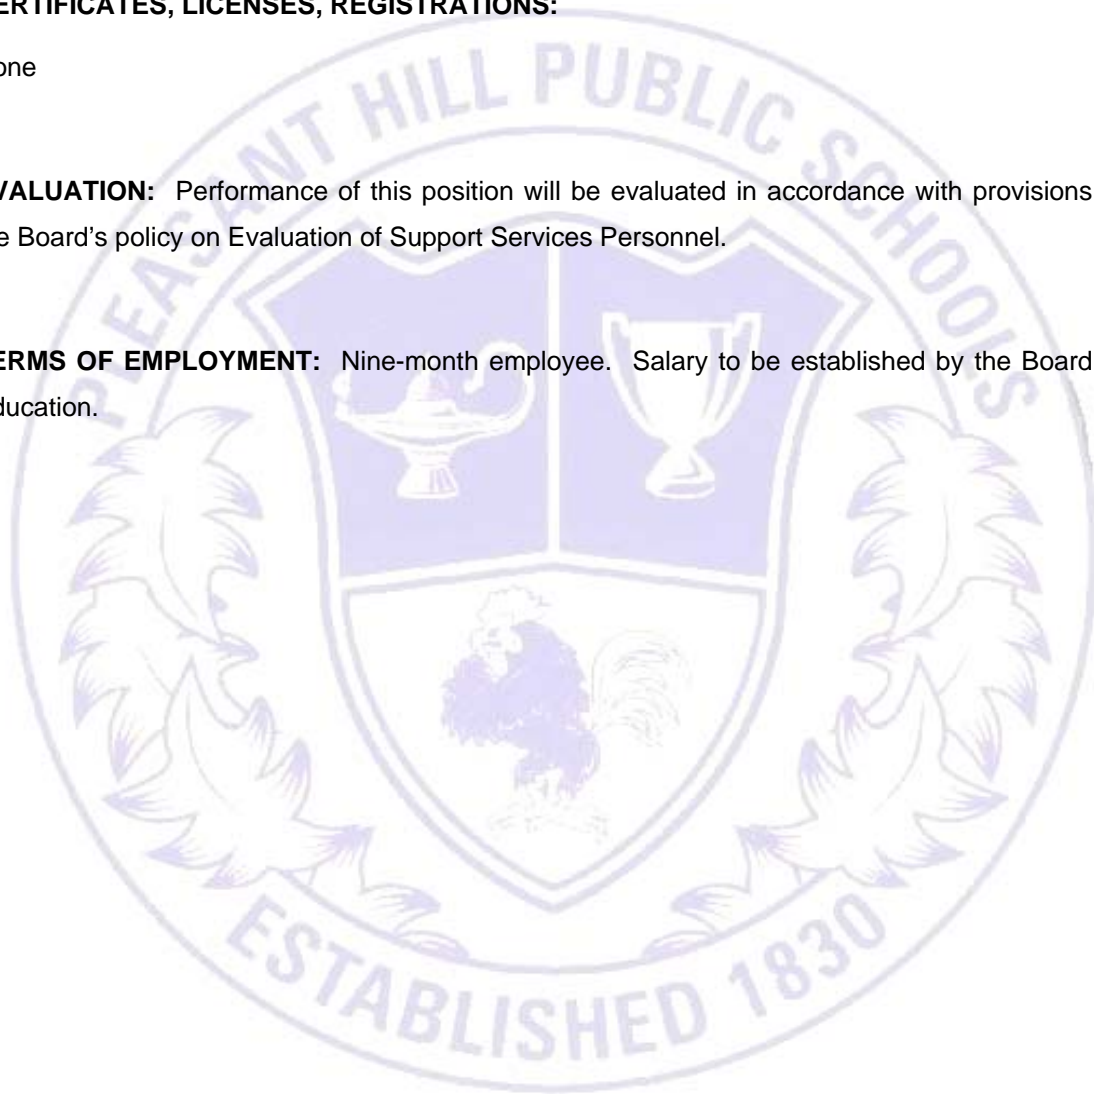 ERTIFICATES, LICENSES, REGISTRATIONS:
one
VALUATION: Performance of this position will be evaluated in accordance with provisions
e Board's policy on Evaluation of Support Services Personnel.
ERMS OF EMPLOYMENT: Nine-month employee. Salary to be established by the Board
ducation.
PLEASANT HILL PUBLIC SCHOOLS
ESTABLISHED 1830